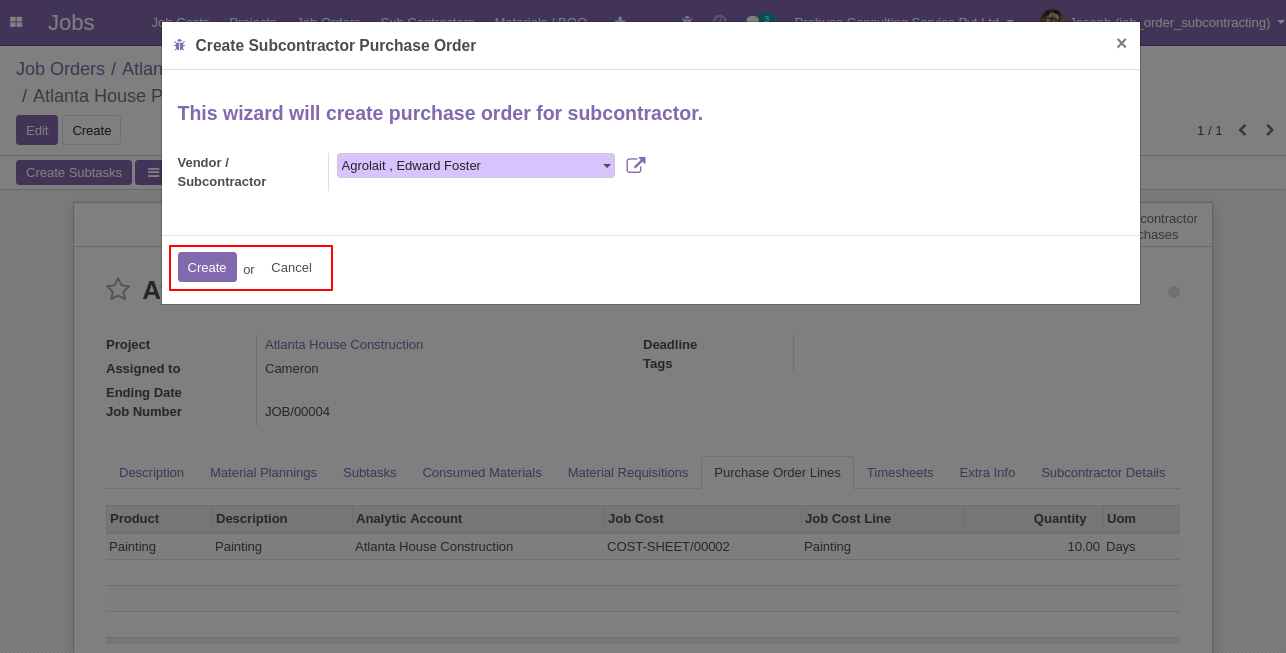 Jobs
Job Costs Projects Job Orders Sub Contractors Materials / BOQ 3 Probuse Consulting Service Pvt Ltd Joseph (job_order_subcontracting)
Create Subcontractor Purchase Order ×
Job Orders / Atlan
/ Atlanta House P
Edit Create
1 / 1
Create Subtasks
This wizard will create purchase order for subcontractor.
Vendor / Subcontractor
Agrolait , Edward Foster
Create or Cancel
contractor
chases
Project Atlanta House Construction
Assigned to Cameron
Ending Date
Job Number JOB/00004
Deadline
Tags
Description Material Plannings Subtasks Consumed Materials Material Requisitions Purchase Order Lines Timesheets Extra Info Subcontractor Details
Product Description Analytic Account Job Cost Job Cost Line Quantity Uom
Painting Painting Atlanta House Construction COST-SHEET/00002 Painting 10.00 Days